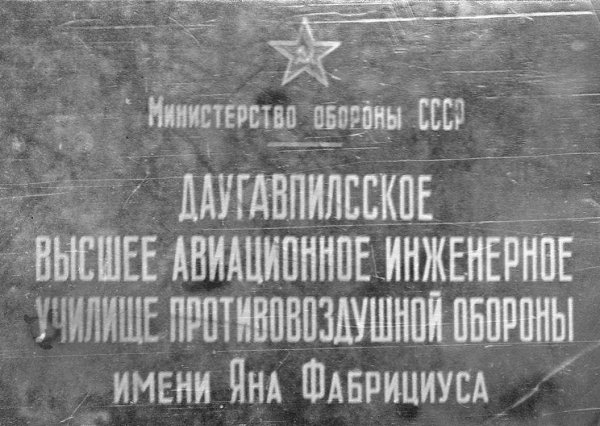 Министерство обороны СССР
ДАУГАВПИЛССКОЕ
ВЫСШЕЕ АВИАЦИОННОЕ ИНЖЕНЕРНОЕ
УЧИЛИЩЕ ПРОТИВОВОЗДУШНОЙ ОБОРОНЫ
ИМЕНИ ЯНА ФАБРИЦИУСА